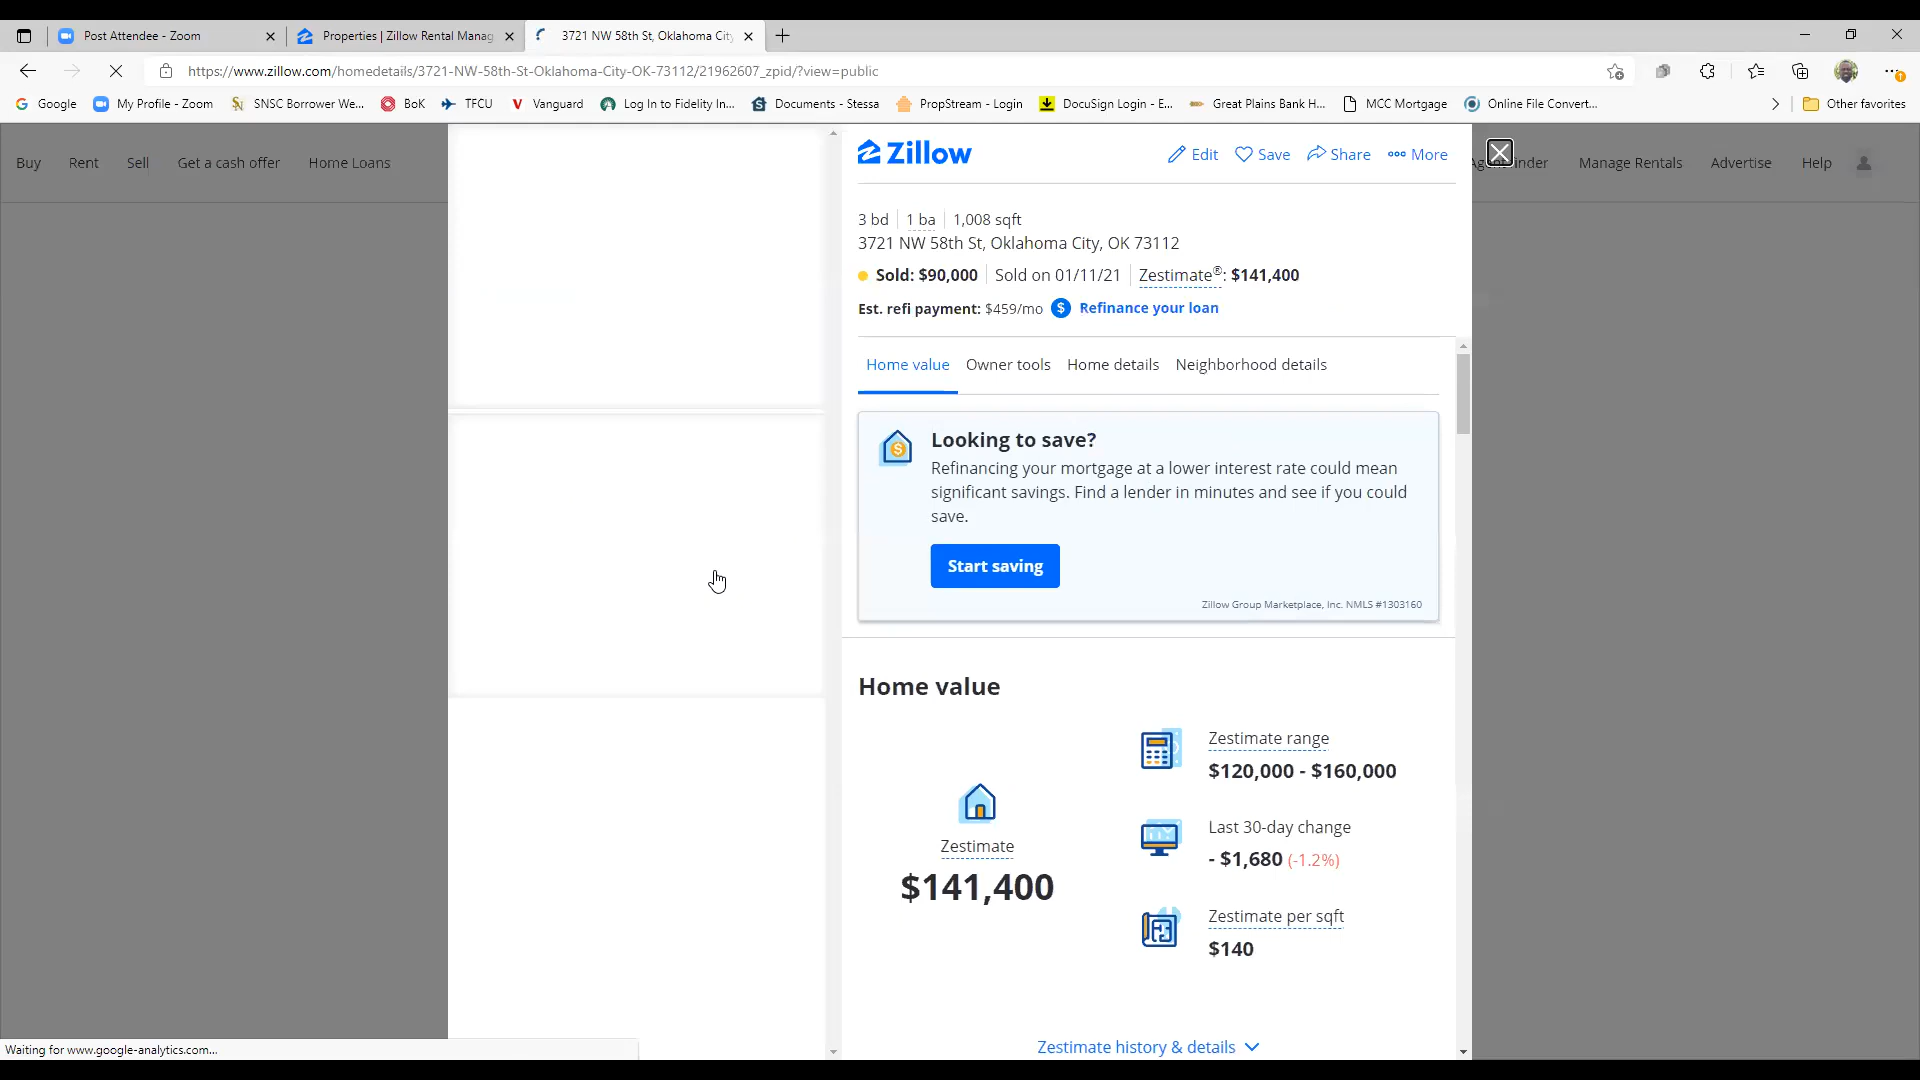 Post Attendee - Zoom
Properties | Zillow Rental Manag
3721 NW 58th St, Oklahoma City
https://www.zillow.com/homedetails/3721-NW-58th-St-Oklahoma-City-OK-73112/21962607_zpid/?view=public
Google
My Profile - Zoom
SNSC Borrower We...
BoK
TFCU
Vanguard
Log In to Fidelity In...
Documents - Stessa
PropStream - Login
DocuSign Login - E...
Great Plains Bank H...
MCC Mortgage
Online File Convert...
Other favorites
Buy Rent Sell Get a cash offer Home Loans
Zillow
Edit Save Share More
Manage Rentals Advertise Help
3 bd 1 ba 1,008 sqft
3721 NW 58th St, Oklahoma City, OK 73112
Sold: $90,000 Sold on 01/11/21 Zestimate®: $141,400
Est. refi payment: $459/mo $ Refinance your loan
Home value Owner tools Home details Neighborhood details
Looking to save?
Refinancing your mortgage at a lower interest rate could mean
significant savings. Find a lender in minutes and see if you could
save.
Start saving
Zillow Group Marketplace, Inc. NMLS #1303160
Home value
Zestimate
$141,400
Zestimate range
$120,000 - $160,000
Last 30-day change
- $1,680 (-1.2%)
Zestimate per sqft
$140
Zestimate history & details
Waiting for www.google-analytics.com...